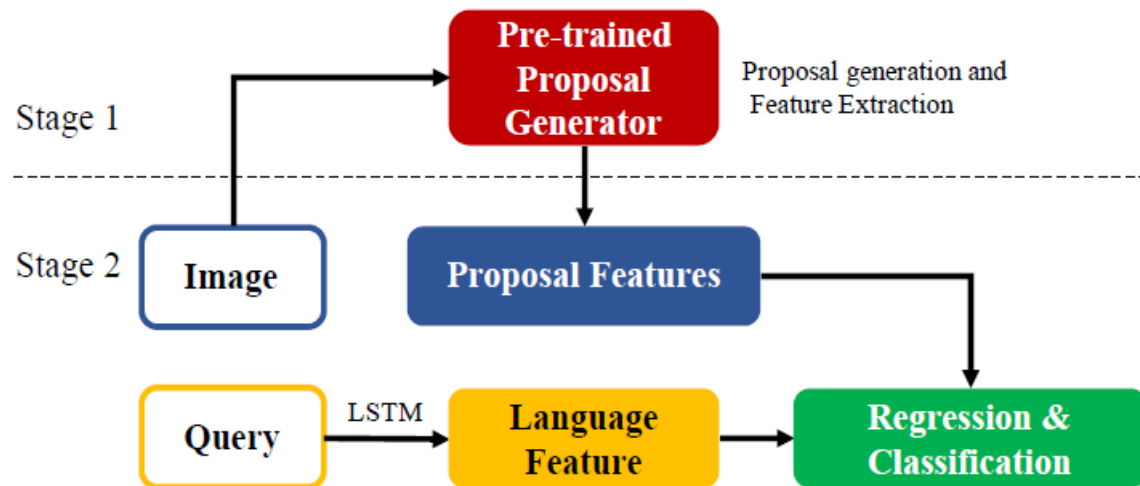 Pre-trained
Proposal
Generator
Proposal generation and
Feature Extraction
Stage 1
Stage 2
Image
Proposal Features
Query
LSTM
Language
Feature
Regression &
Classification